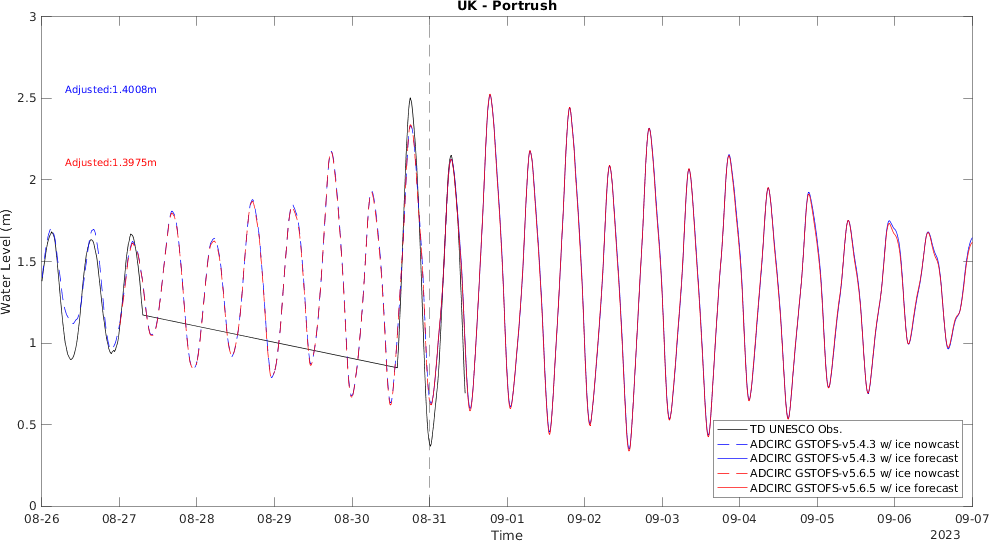 UK - Portrush
Water Level (m)
3
2.5
2
1.5
1
0.5
0
Adjusted:1.4008m
Adjusted:1.3975m
TD UNESCO Obs.
ADCIRC GSTOFS-v5.4.3 w/ ice nowcast
ADCIRC GSTOFS-v5.4.3 w/ ice forecast
ADCIRC GSTOFS-v5.6.5 w/ ice nowcast
ADCIRC GSTOFS-v5.6.5 w/ ice forecast
08-26 08-27 08-28 08-29 08-30 08-31 09-01 09-02 09-03 09-04 09-05 09-06 09-07
Time
2023